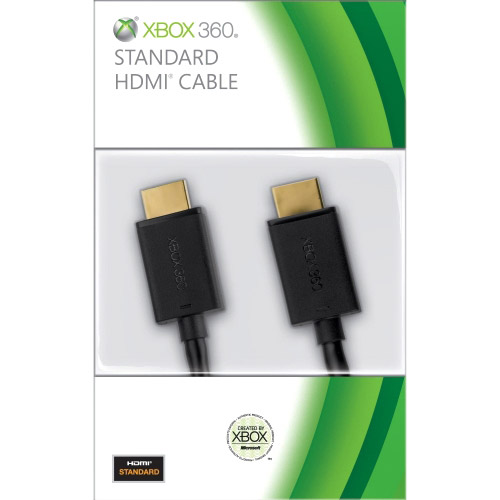 XBOX 360®
STANDARD
HDMI® CABLE
XBOX 360
XBOX 360
CREATED BY
XBOX
Microsoft
HDMI
STANDARD